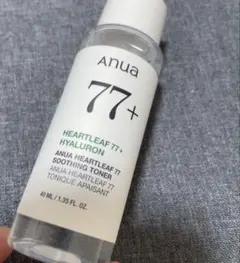 Anua
77+
HEARTLEAF 77+
HYALURON
ANUA HEARTLEAF 77
SOOTHING TONER
ANUA HEARTLEAF 77
TONIQUE APAISANT
40 ML / 1.35 FL. OZ.